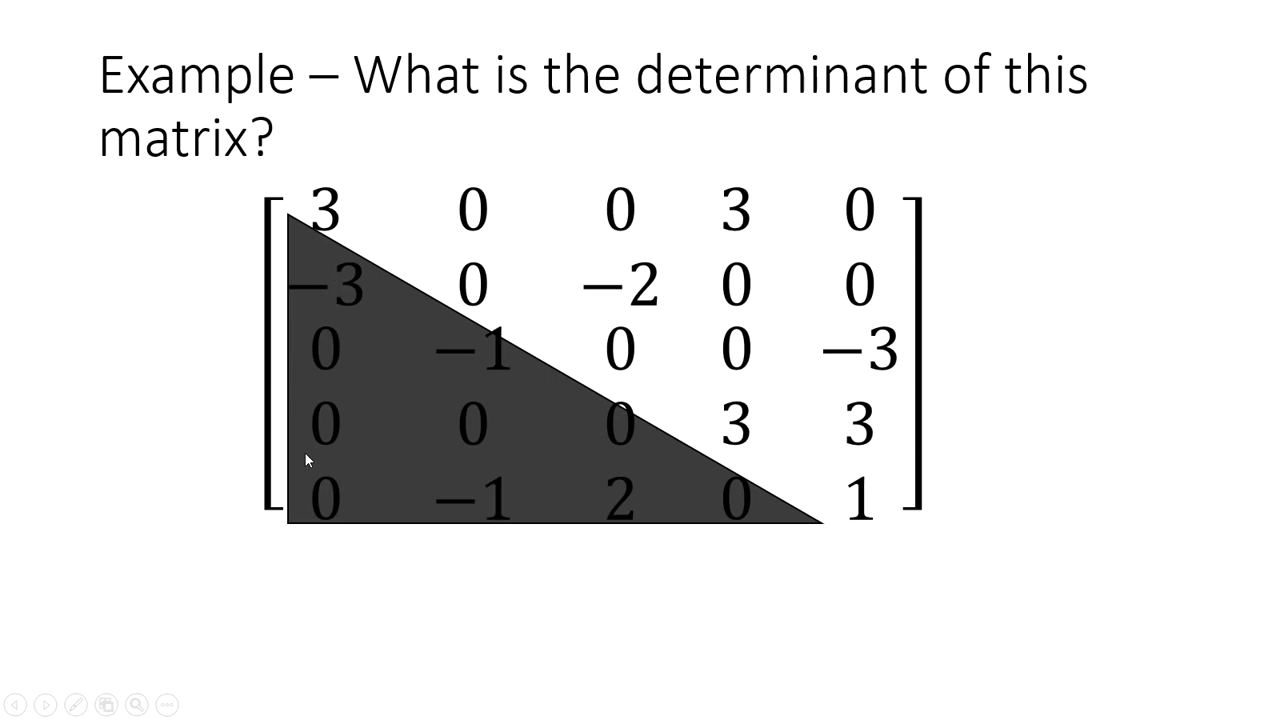 Example – What is the determinant of this
matrix?
3 0 0 3 0
−3 0 −2 0 0
0 −1 0 0 −3
0 0 0 3 3
0 −1 2 0 1